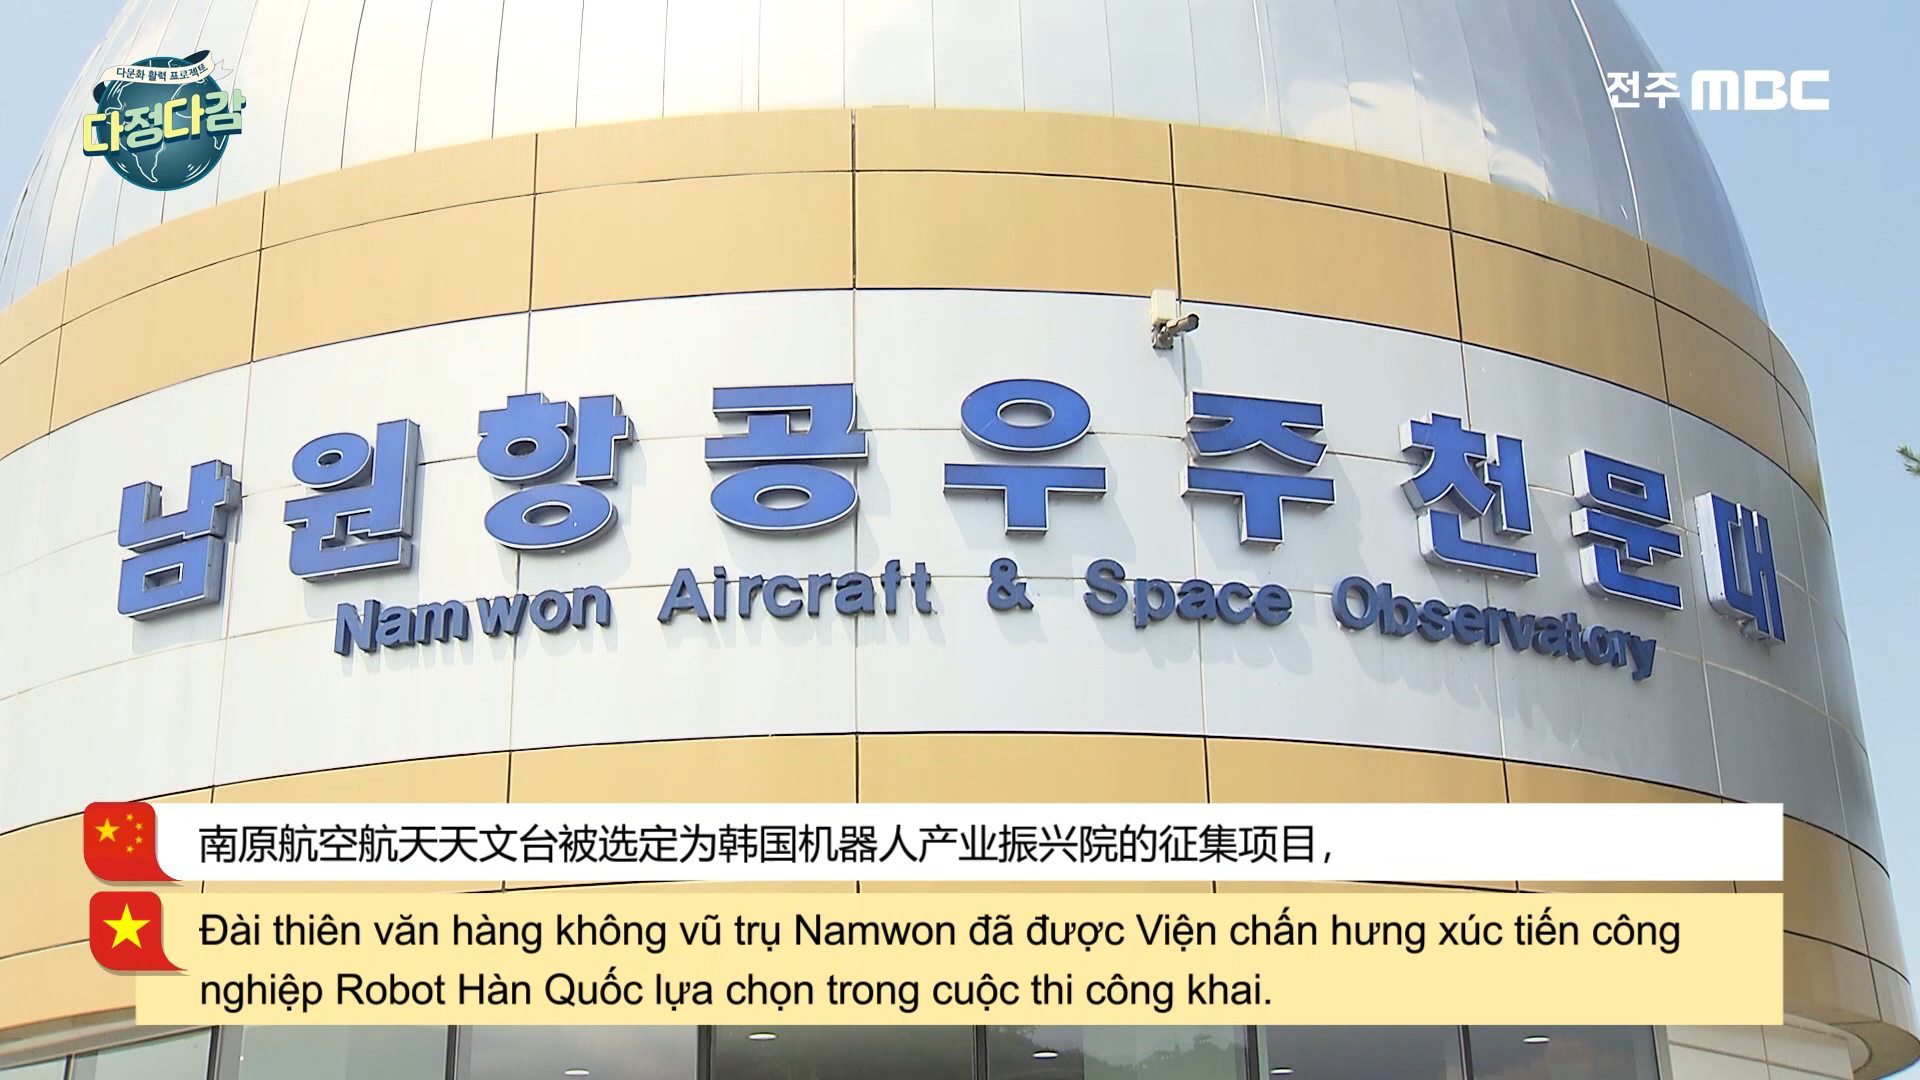 다문화 활력 프로젝트
다정다감
전주 MBC
남원항공우주천문대
Namwon Aircraft & Space Observatory
南原航空航天天文台被选定为韩国机器人产业振兴院的征集项目，
Đài thiên văn hàng không vũ trụ Namwon đã được Viện chấn hưng xúc tiến công
nghiệp Robot Hàn Quốc lựa chọn trong cuộc thi công khai.